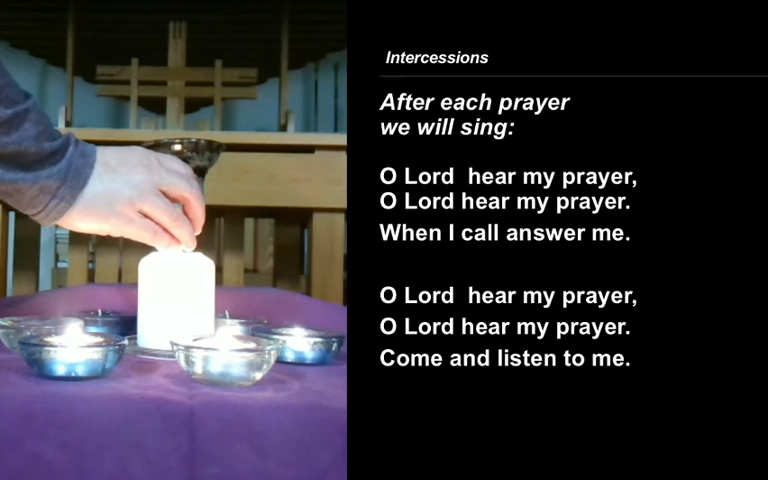 Intercessions
After each prayer
we will sing:
O Lord  hear my prayer,
O Lord hear my prayer.
When I call answer me.
O Lord  hear my prayer,
O Lord hear my prayer.
Come and listen to me.